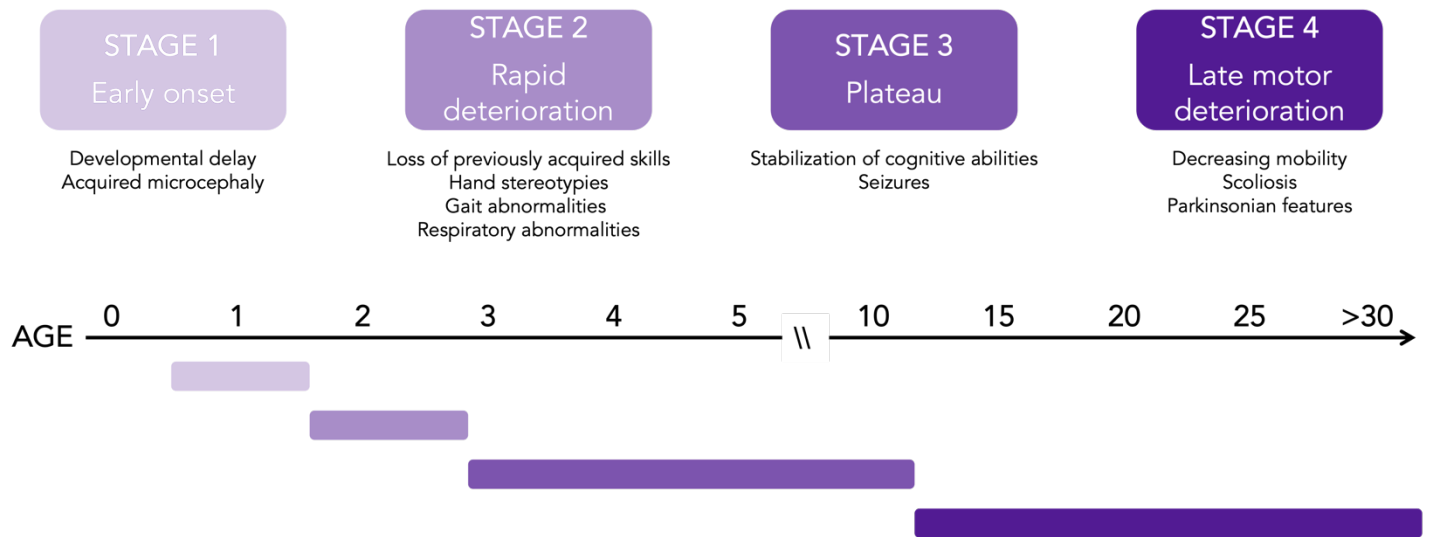 STAGE 1
Early onset
STAGE 2
Rapid
deterioration
STAGE 3
Plateau
STAGE 4
Late motor
deterioration
Developmental delay
Acquired microcephaly
Loss of previously acquired skills
Hand stereotypies
Gait abnormalities
Respiratory abnormalities
Stabilization of cognitive abilities
Seizures
Decreasing mobility
Scoliosis
Parkinsonian features
0 1 2 3 4 5 10 15 20 25 >30
AGE \\